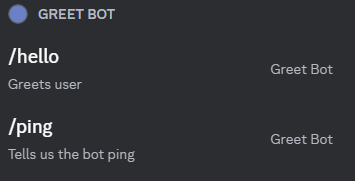 GREET BOT
/hello
Greet Bot
Greets user
/ping
Greet Bot
Tells us the bot ping